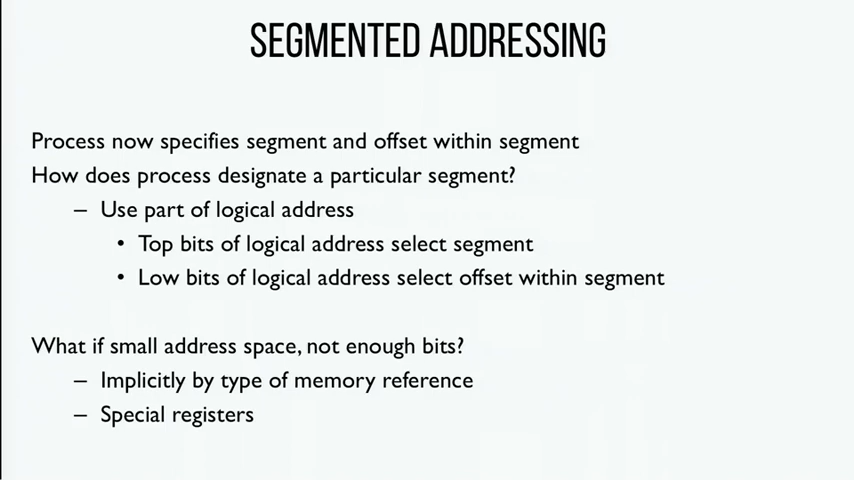 SEGMENTED ADDRESSING
Process now specifies segment and offset within segment
How does process designate a particular segment?
– Use part of logical address
• Top bits of logical address select segment
• Low bits of logical address select offset within segment
What if small address space, not enough bits?
– Implicitly by type of memory reference
– Special registers